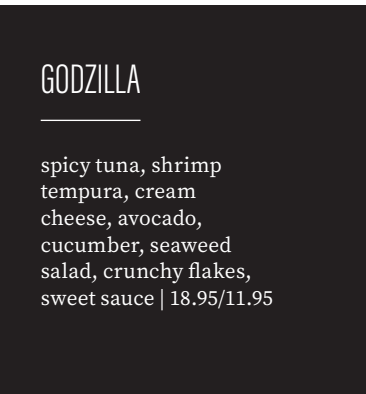 GODZILLA
spicy tuna, shrimp
tempura, cream
cheese, avocado,
cucumber, seaweed
salad, crunchy flakes,
sweet sauce | 18.95/11.95